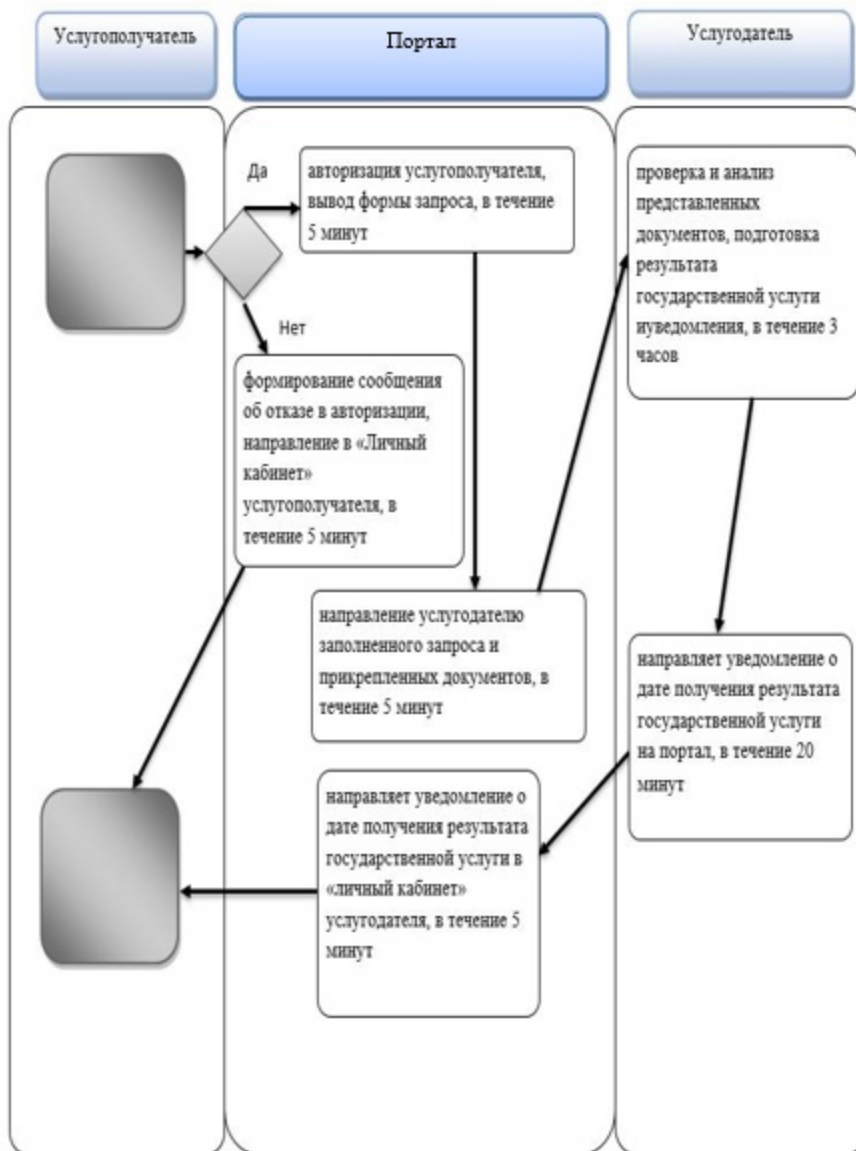 Услугополучатель
Портал
Услугодатель
Да
авторизация услугополучателя,
вывод формы запроса, в течение
5 минут
проверка и анализ
представленных
документов, подготовка
результата
государственной услуги
иуведомления, в течение 3
часов
Нет
формирование сообщения
об отказе в авторизации,
направление в «Личный
кабинет»
услугополучателя, в
течение 5 минут
направление услугодателю
заполненного запроса и
прикрепленных документов, в
течение 5 минут
направляет уведомление о
дате получения результата
государственной услуги
на портал, в течение 20
минут
направляет уведомление о
дате получения результата
государственной услуги в
«личный кабинет»
услугодателя, в течение 5
минут